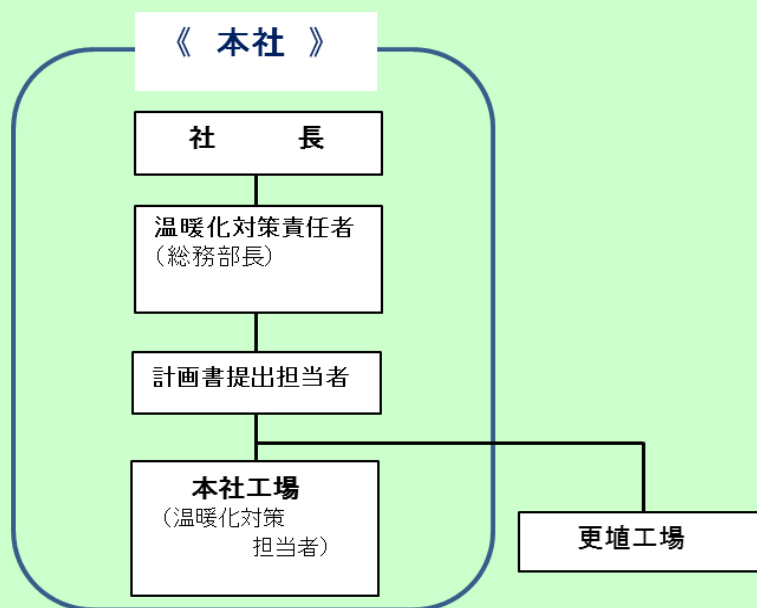 《 本社 》
社 長
温暖化対策責任者
（総務部長）
計画書提出担当者
本社工場
（温暖化対策
担当者）
更埴工場